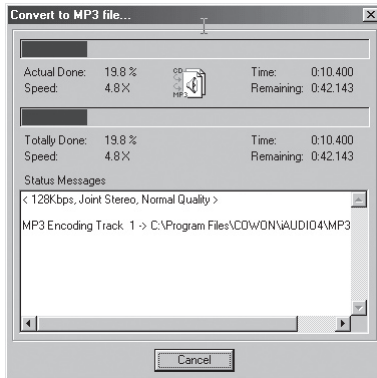 Convert to MP3 file...
Actual Done: 19.8 % Time: 0:10.400
Speed: 4.8X Remaining: 0:42.143
CD
MP3
Totally Done: 19.8 % Time: 0:10.400
Speed: 4.8X Remaining: 0:42.143
Status Messages
< 128Kbps, Joint Stereo, Normal Quality >
MP3 Encoding Track 1 -> C:\Program Files\COWON\iAUDIO4\MP3
Cancel